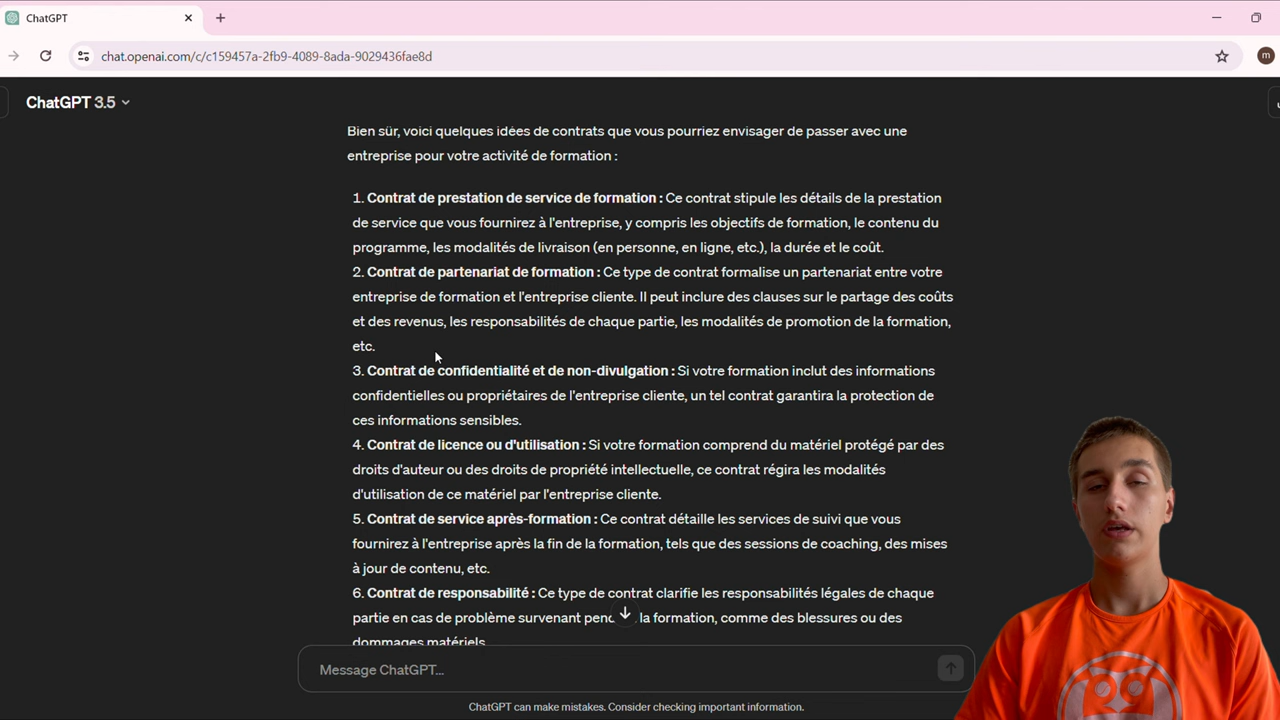 ChatGPT
chat.openai.com/c/c159457a-2fb9-4089-8ada-9029436fae8d
m
ChatGPT 3.5
Bien sûr, voici quelques idées de contrats que vous pourriez envisager de passer avec une
entreprise pour votre activité de formation :
1. Contrat de prestation de service de formation : Ce contrat stipule les détails de la prestation
de service que vous fournirez à l'entreprise, y compris les objectifs de formation, le contenu du
programme, les modalités de livraison (en personne, en ligne, etc.), la durée et le coût.
2. Contrat de partenariat de formation : Ce type de contrat formalise un partenariat entre votre
entreprise de formation et l'entreprise cliente. Il peut inclure des clauses sur le partage des coûts
et des revenus, les responsabilités de chaque partie, les modalités de promotion de la formation,
etc.
3. Contrat de confidentialité et de non-divulgation : Si votre formation inclut des informations
confidentielles ou propriétaires de l'entreprise cliente, un tel contrat garantira la protection de
ces informations sensibles.
4. Contrat de licence ou d'utilisation : Si votre formation comprend du matériel protégé par des
droits d'auteur ou des droits de propriété intellectuelle, ce contrat régira les modalités
d'utilisation de ce matériel par l'entreprise cliente.
5. Contrat de service après-formation : Ce contrat détaille les services de suivi que vous
fournirez à l'entreprise après la fin de la formation, tels que des sessions de coaching, des mises
à jour de contenu, etc.
6. Contrat de responsabilité : Ce type de contrat clarifie les responsabilités légales de chaque
partie en cas de problème survenant pend la formation, comme des blessures ou des
dommages matériels
Message ChatGPT...
ChatGPT can make mistakes. Consider checking important information.